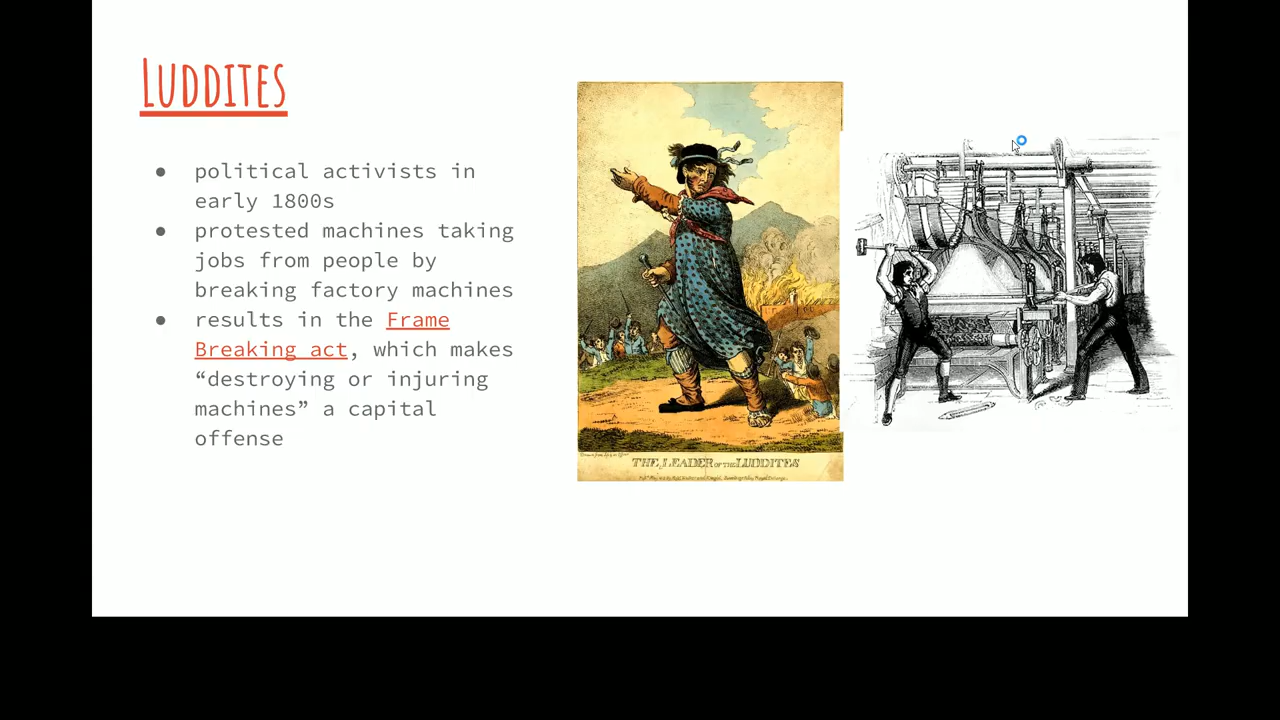 LUDDITES
● political activists in
early 1800s
● protested machines taking
jobs from people by
breaking factory machines
● results in the Frame
Breaking act, which makes
“destroying or injuring
machines” a capital
offense
THE LEADER OF THE LUDDITES